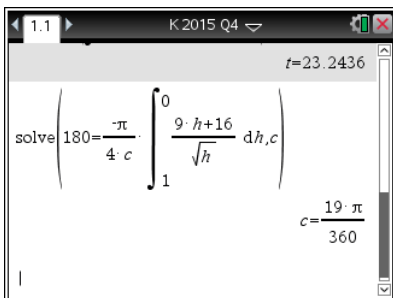 1.1 K 2015 Q4
t=23.2436
solve(180=-π/(4·c)·∫₁⁰ (9·h+16)/√h dh,c)
c=19·π/360